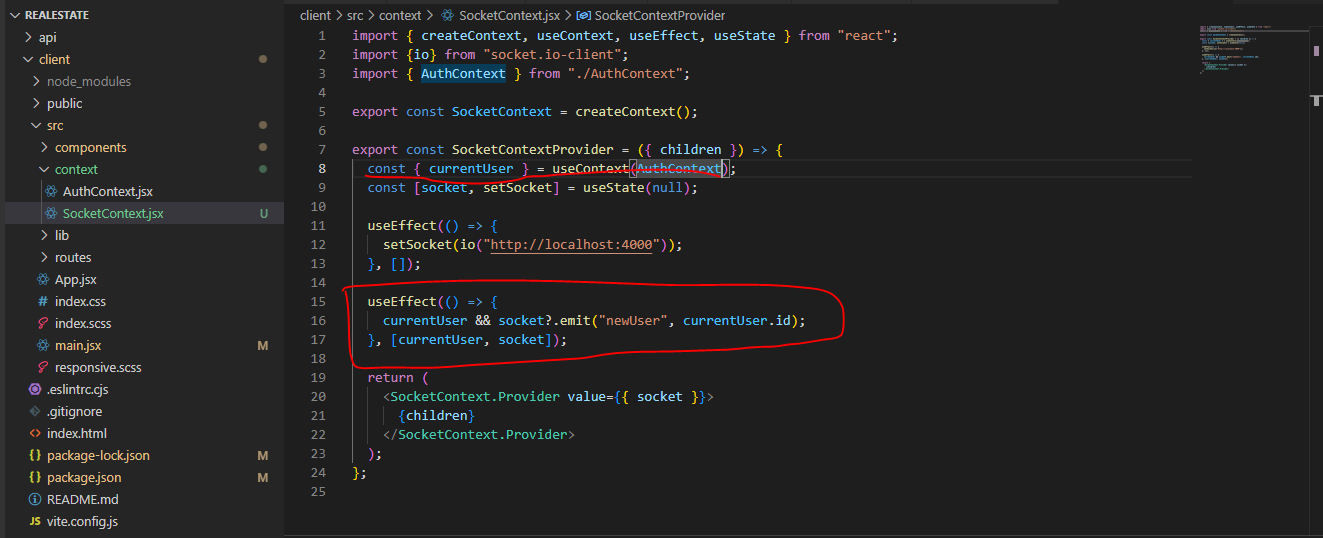 REALESTATE
api
client
node_modules
public
src
components
context
AuthContext.jsx
SocketContext.jsx U
lib
routes
App.jsx
# index.css
index.scss
main.jsx M
responsive.scss
.eslintrc.cjs
.gitignore
<> index.html
{} package-lock.json M
{} package.json M
README.md
JS vite.config.js
client > src > context > SocketContext.jsx > SocketContextProvider
1 import { createContext, useContext, useEffect, useState } from "react";
2 import {io} from "socket.io-client";
3 import { AuthContext } from "./AuthContext";
4
5 export const SocketContext = createContext();
6
7 export const SocketContextProvider = ({ children }) => {
8 const { currentUser } = useContext(AuthContext);
9 const [socket, setSocket] = useState(null);
10
11 useEffect(() => {
12 setSocket(io("http://localhost:4000"));
13 }, []);
14
15 useEffect(() => {
16 currentUser && socket?.emit("newUser", currentUser.id);
17 }, [currentUser, socket]);
18
19 return (
20 <SocketContext.Provider value={{ socket }}>
21 {children}
22 </SocketContext.Provider>
23 );
24 };
25